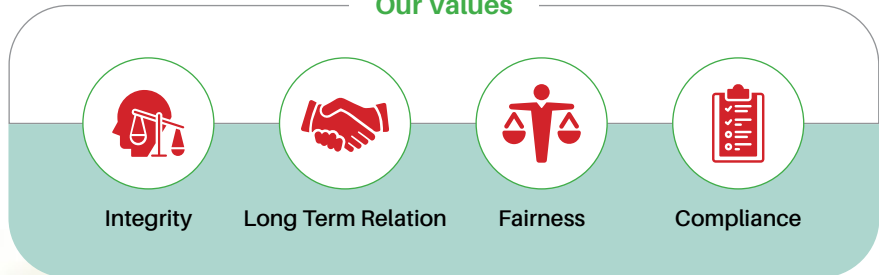 Our Values
Integrity
Long Term Relation
Fairness
Compliance